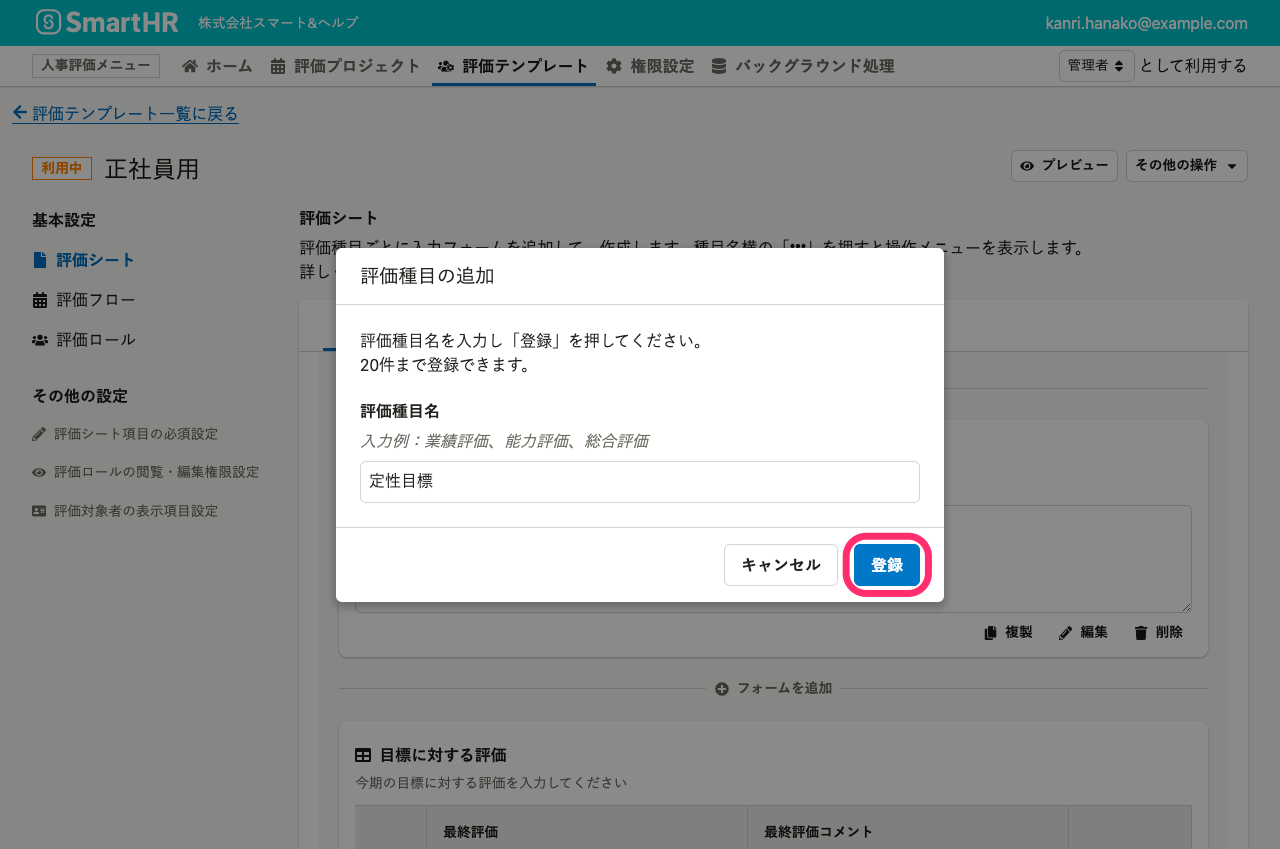 SmartHR 株式会社スマート&ヘルプ kanri.hanako@example.com
人事評価メニュー ホーム 評価プロジェクト 評価テンプレート 権限設定 バックグラウンド処理 管理者 として利用する
評価テンプレート一覧に戻る
利用中 正社員用 プレビュー その他の操作
基本設定
評価シート
評価フロー
評価ロール
その他の設定
評価シート項目の必須設定
評価ロールの閲覧・編集権限設定
評価対象者の表示項目設定
評価シート
評価種目ごとに入力フォームを追加して、作成します。種目名横の「•••」を押すと操作メニューを表示します。
詳し
評価種目の追加
評価種目名を入力し「登録」を押してください。
20件まで登録できます。
評価種目名
入力例：業績評価、能力評価、総合評価
定性目標
キャンセル 登録
複製 編集 削除
フォームを追加
目標に対する評価
今期の目標に対する評価を入力してください
最終評価 最終評価コメント